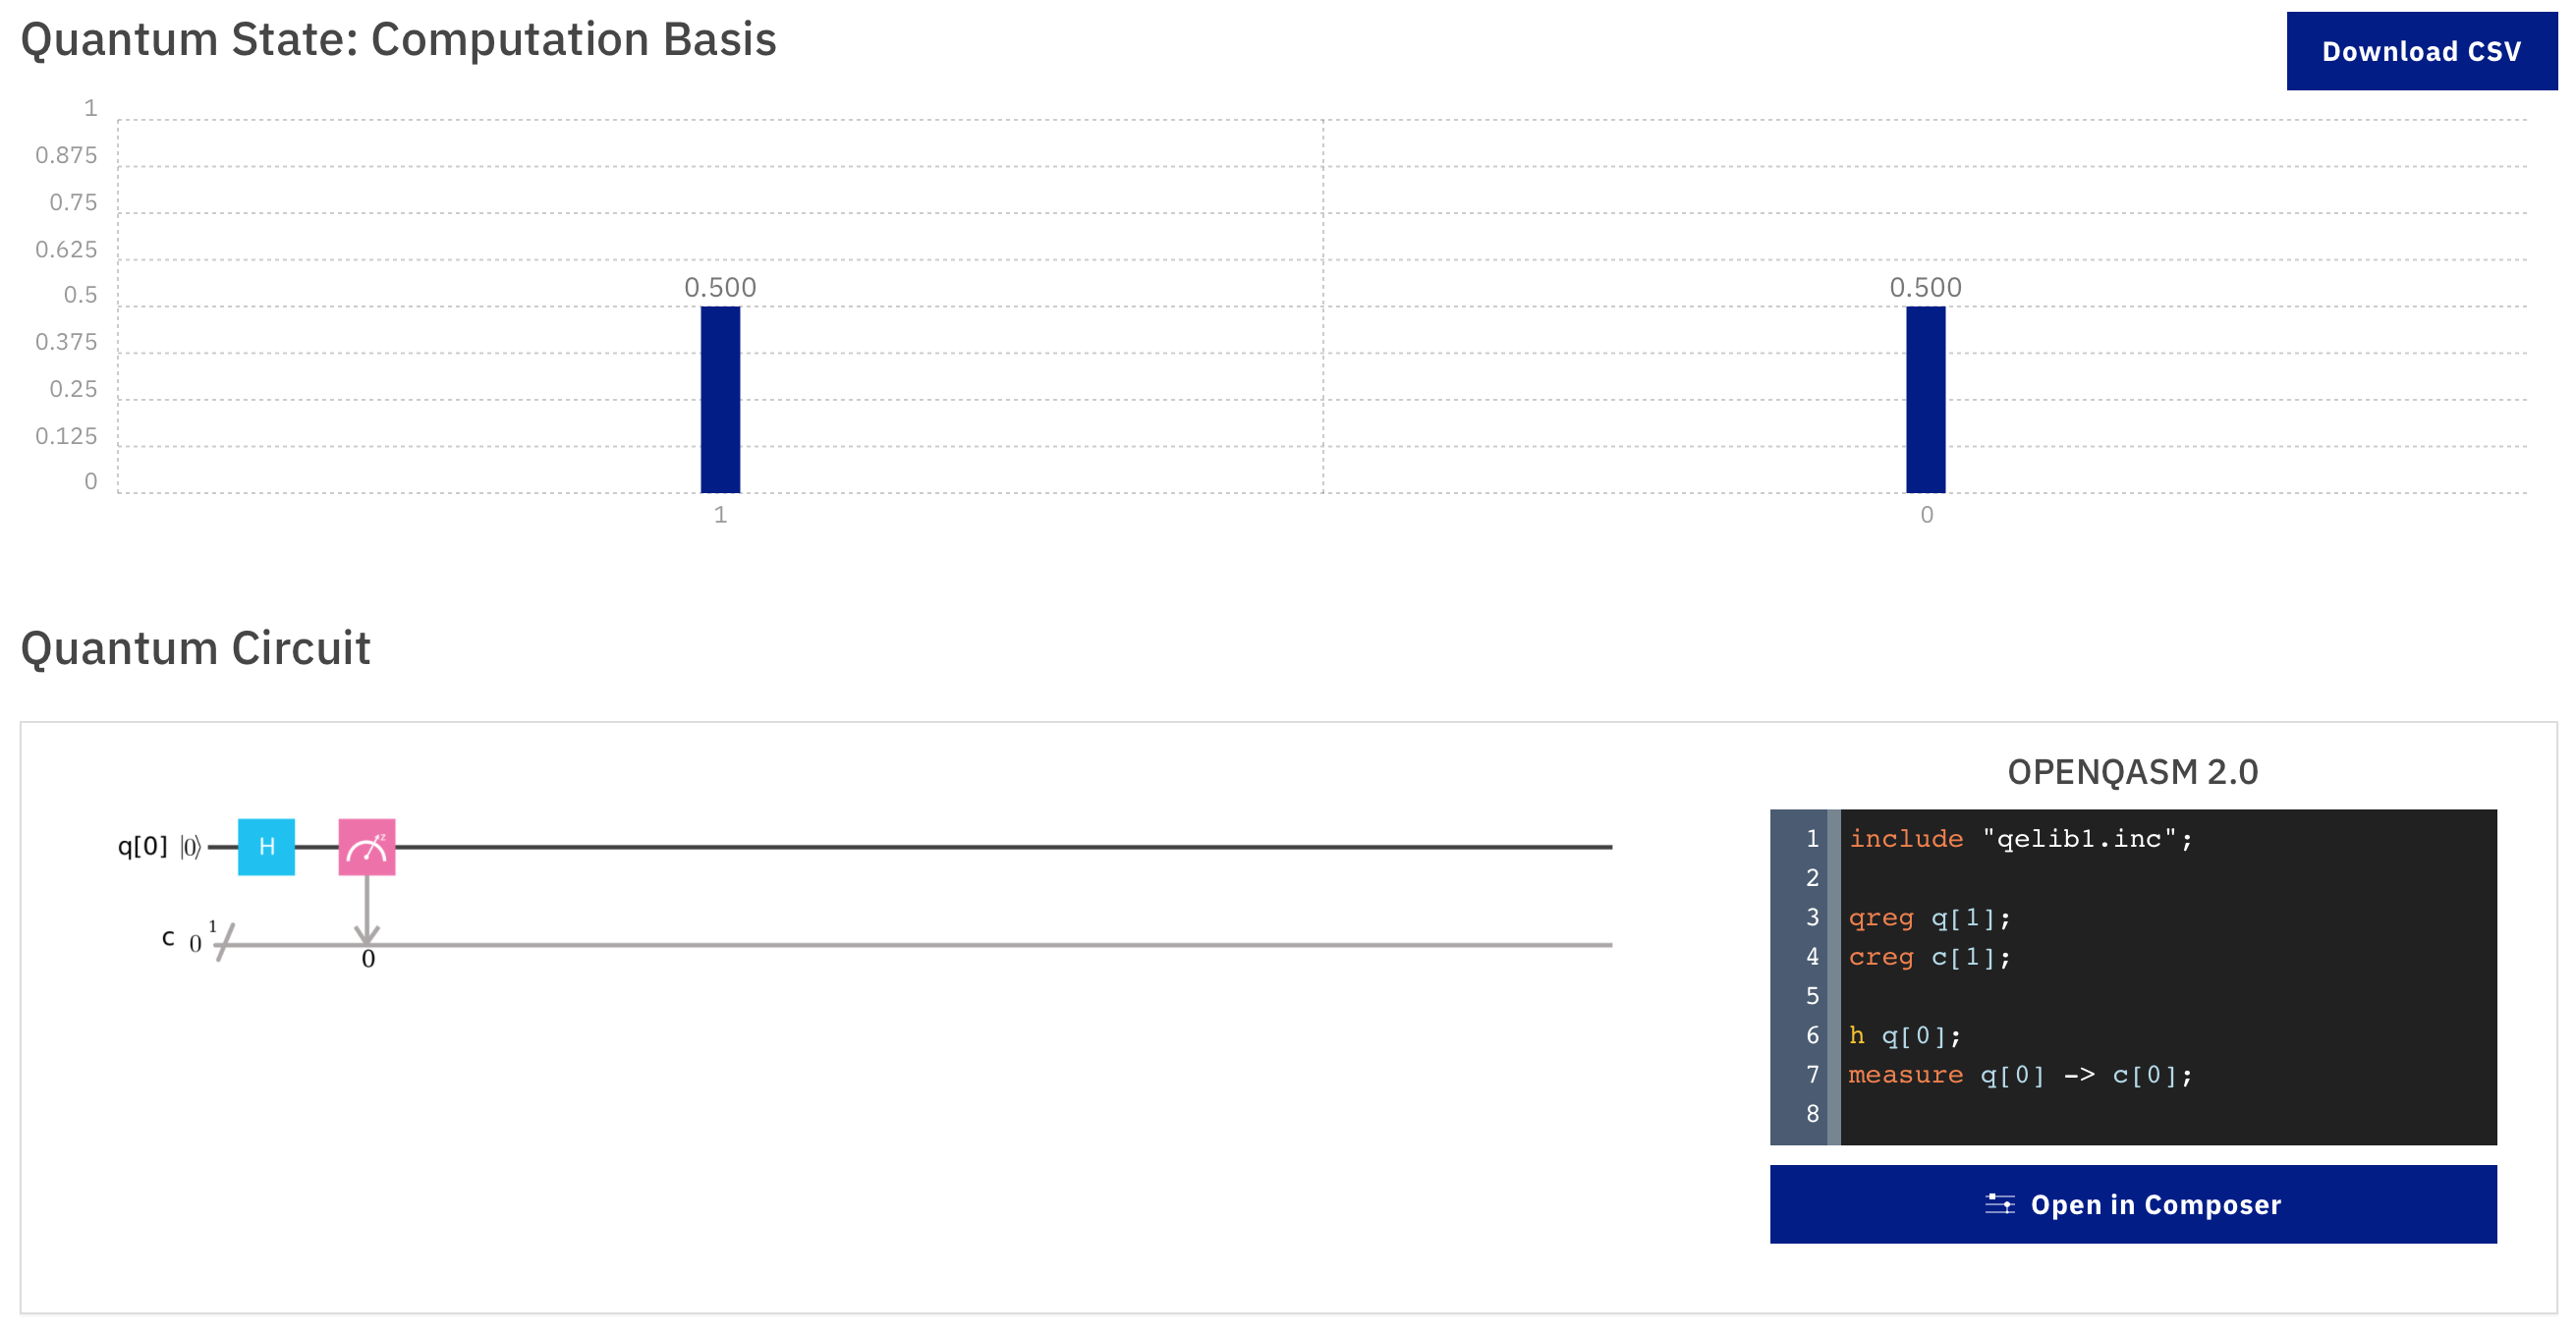 Quantum State: Computation Basis
Download CSV
1
0.875
0.75
0.625
0.5
0.375
0.25
0.125
0
0.500
0.500
1
0
Quantum Circuit
q[0] |0⟩
H
z
c 0 1
0
OPENQASM 2.0
1 include "qelib1.inc";
2
3 qreg q[1];
4 creg c[1];
5
6 h q[0];
7 measure q[0] -> c[0];
8
Open in Composer